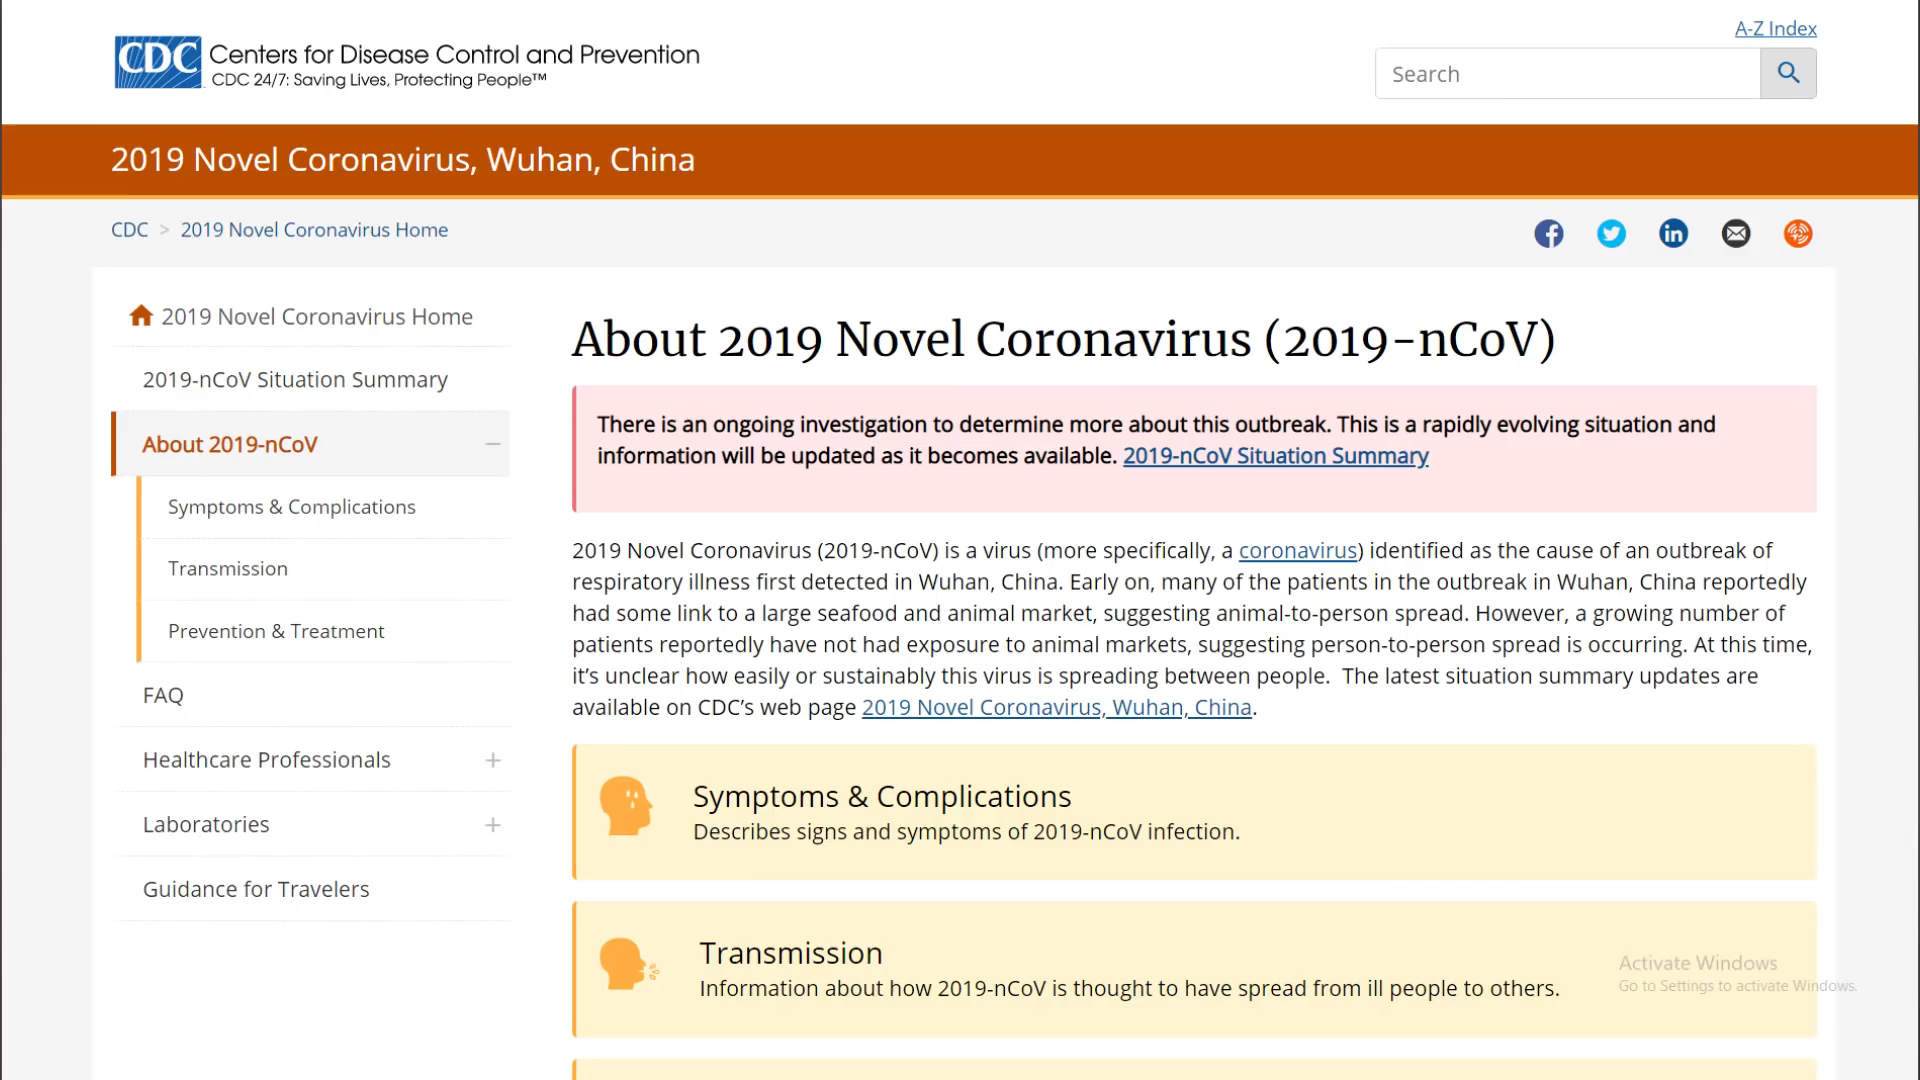 A-Z Index
CDC Centers for Disease Control and Prevention
CDC 24/7: Saving Lives, Protecting People™
Search
2019 Novel Coronavirus, Wuhan, China
CDC > 2019 Novel Coronavirus Home
2019 Novel Coronavirus Home
2019-nCoV Situation Summary
About 2019-nCoV
Symptoms & Complications
Transmission
Prevention & Treatment
FAQ
Healthcare Professionals
Laboratories
Guidance for Travelers
About 2019 Novel Coronavirus (2019-nCoV)
There is an ongoing investigation to determine more about this outbreak. This is a rapidly evolving situation and
information will be updated as it becomes available. 2019-nCoV Situation Summary
2019 Novel Coronavirus (2019-nCoV) is a virus (more specifically, a coronavirus) identified as the cause of an outbreak of
respiratory illness first detected in Wuhan, China. Early on, many of the patients in the outbreak in Wuhan, China reportedly
had some link to a large seafood and animal market, suggesting animal-to-person spread. However, a growing number of
patients reportedly have not had exposure to animal markets, suggesting person-to-person spread is occurring. At this time,
it’s unclear how easily or sustainably this virus is spreading between people.  The latest situation summary updates are
available on CDC’s web page 2019 Novel Coronavirus, Wuhan, China.
Symptoms & Complications
Describes signs and symptoms of 2019-nCoV infection.
Transmission
Information about how 2019-nCoV is thought to have spread from ill people to others.
Activate Windows
Go to Settings to activate Windows.